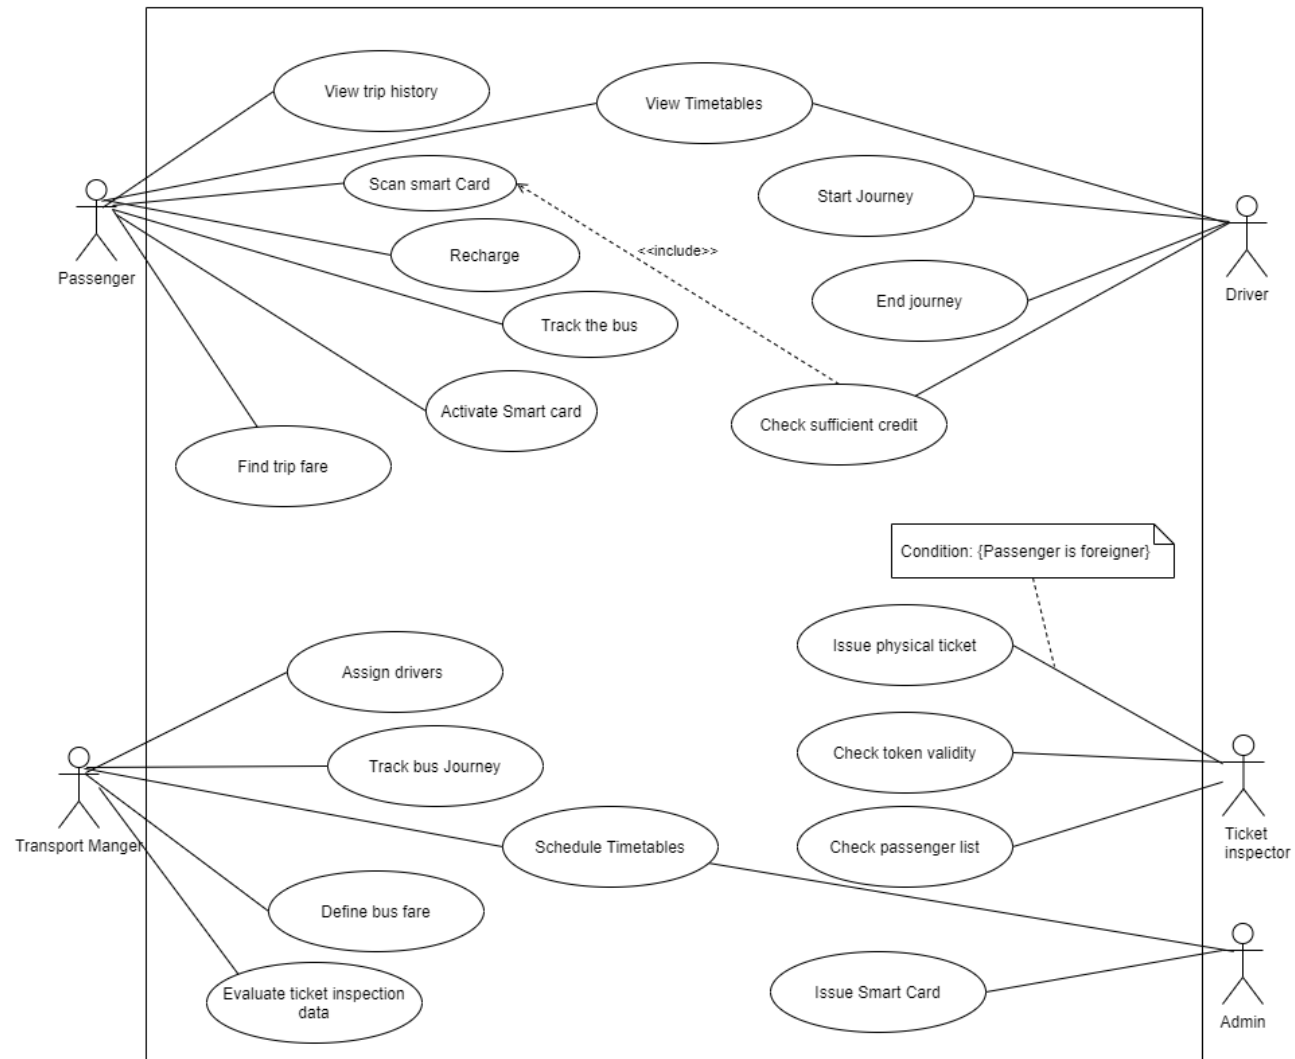 View trip history
View Timetables
Scan smart Card
Start Journey
<<include>>
Recharge
Passenger
Driver
End journey
Track the bus
Activate Smart card
Check sufficient credit
Find trip fare
Condition: {Passenger is foreigner}
Issue physical ticket
Assign drivers
Check token validity
Track bus Journey
Transport Manger
Schedule Timetables
Check passenger list
Ticket
inspector
Define bus fare
Evaluate ticket inspection
data
Issue Smart Card
Admin